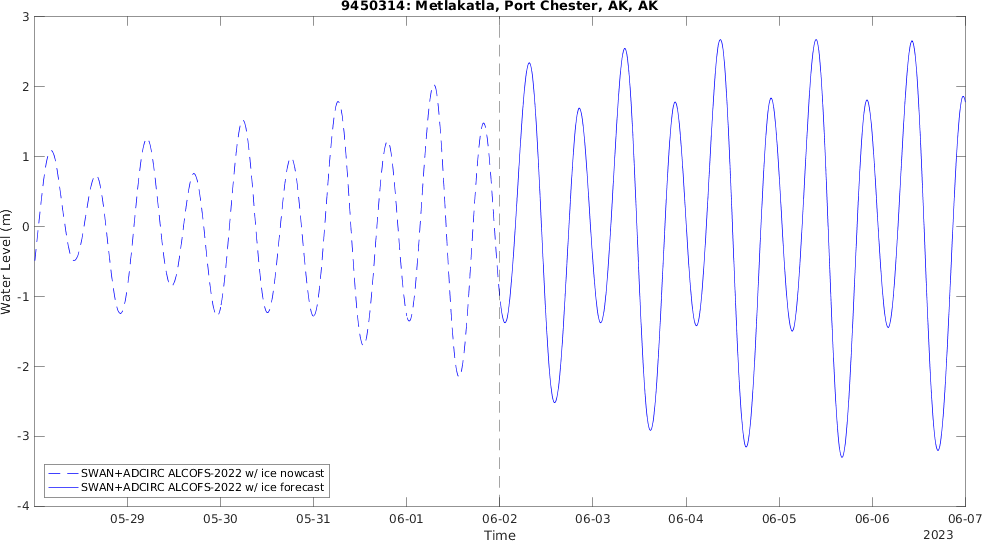 9450314: Metlakatla, Port Chester, AK, AK
3
2
1
0
-1
-2
-3
-4
Water Level (m)
SWAN+ADCIRC ALCOFS-2022 w/ ice nowcast
SWAN+ADCIRC ALCOFS-2022 w/ ice forecast
05-29 05-30 05-31 06-01 06-02 06-03 06-04 06-05 06-06 06-07
Time
2023